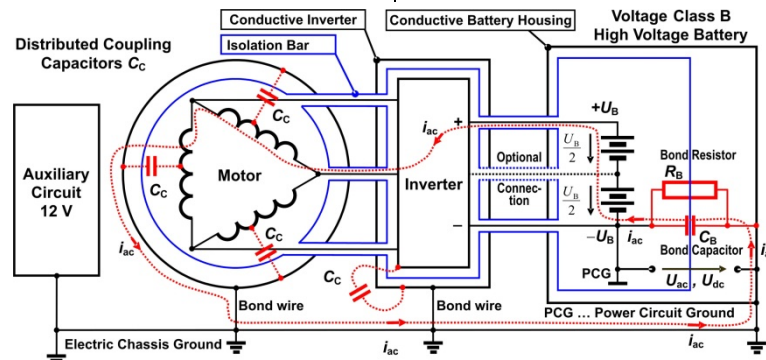 Conductive Inverter
Conductive Battery Housing
Voltage Class B
High Voltage Battery
Distributed Coupling
Capacitors CC
Isolation Bar
CC
+UB
+
iac
UB
2
Optional
Connec-
tion
UB
2
Bond Resistor
RB
Auxiliary
Circuit
12 V
CC
Motor
Inverter
−
−UB
iac
CB
Bond Capacitor
iac
CC
CC
PCG
Uac , Udc
Bond wire
Bond wire
PCG ... Power Circuit Ground
Electric Chassis Ground
iac
iac